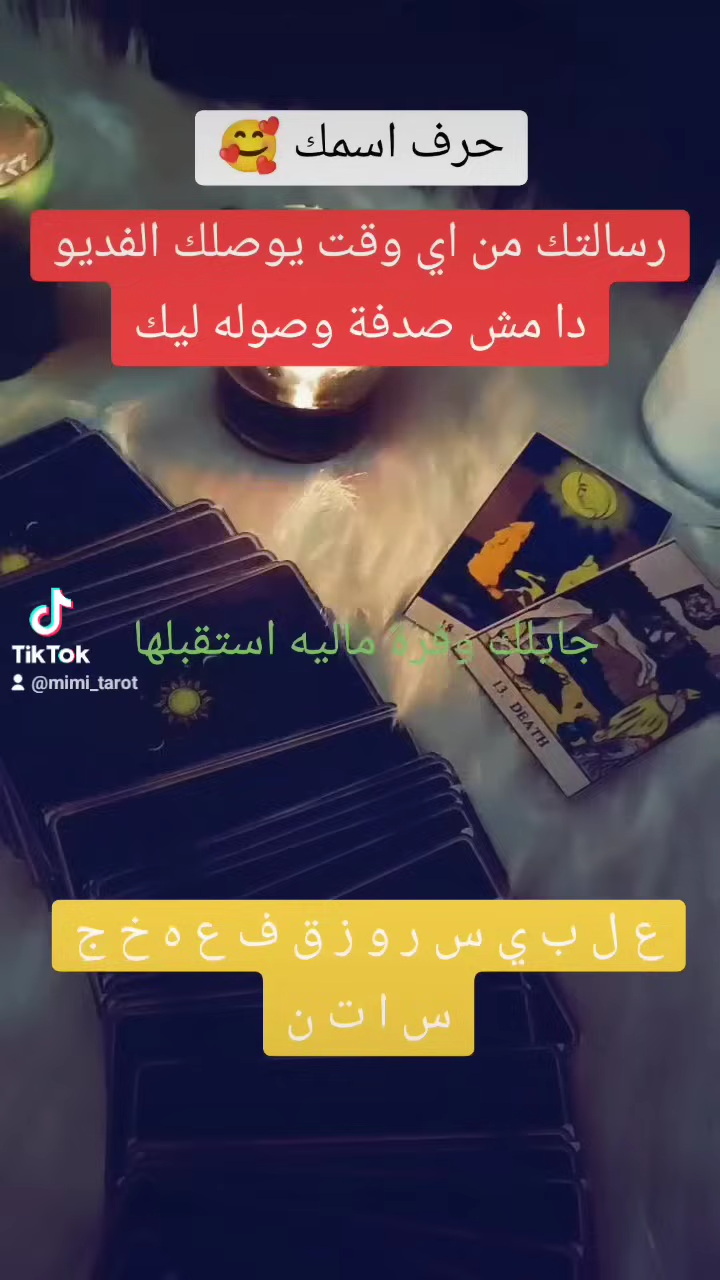 حرف اسمك 🥰
رسالتك من اي وقت يوصلك الفديو
دا مش صدفة وصوله ليك
جايلك وفرة ماليه استقبلها
TikTok
@mimi_tarot
13. DEATH
ع ل ب ي س ر و ز ق ف ع ه خ ج
س ا ت ن